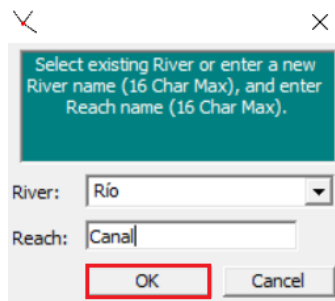 Select existing River or enter a new
River name (16 Char Max), and enter
Reach name (16 Char Max).
River: Río
Reach: Canal
OK Cancel